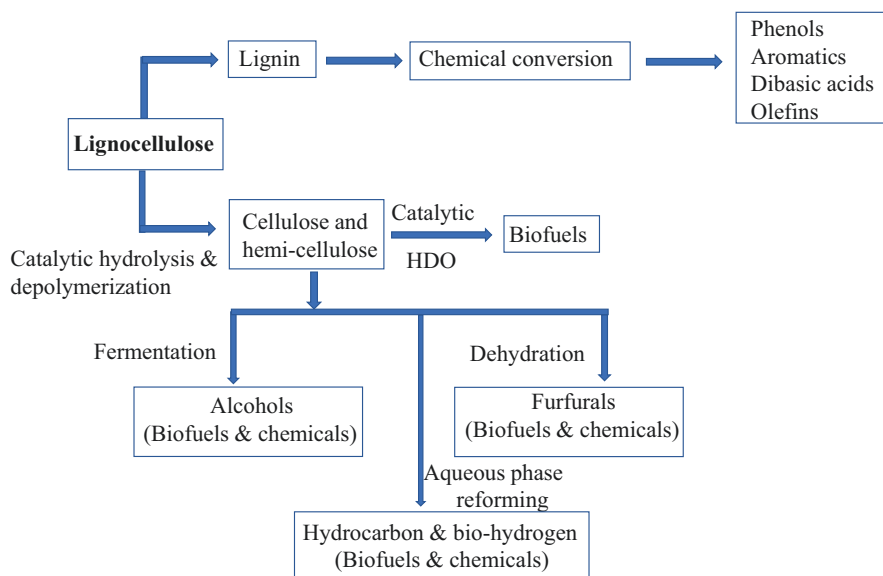 Lignin
Chemical conversion
Phenols
Aromatics
Dibasic acids
Olefins
Lignocellulose
Catalytic hydrolysis &
depolymerization
Cellulose and
hemi-cellulose
Catalytic
HDO
Biofuels
Fermentation
Dehydration
Alcohols
(Biofuels & chemicals)
Furfurals
(Biofuels & chemicals)
Aqueous phase
reforming
Hydrocarbon & bio-hydrogen
(Biofuels & chemicals)